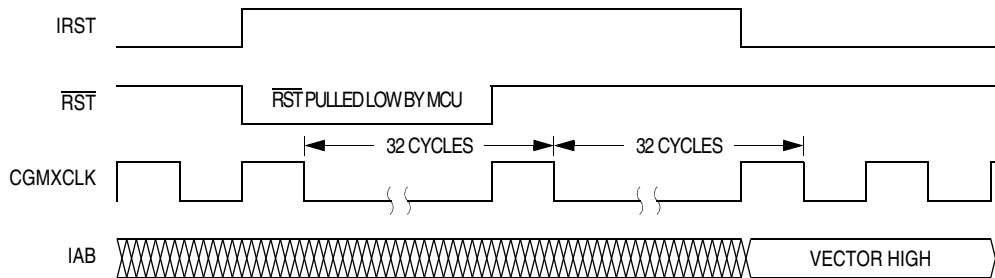 IRST
RST
RST PULLED LOW BY MCU
32 CYCLES
32 CYCLES
CGMXCLK
IAB
VECTOR HIGH